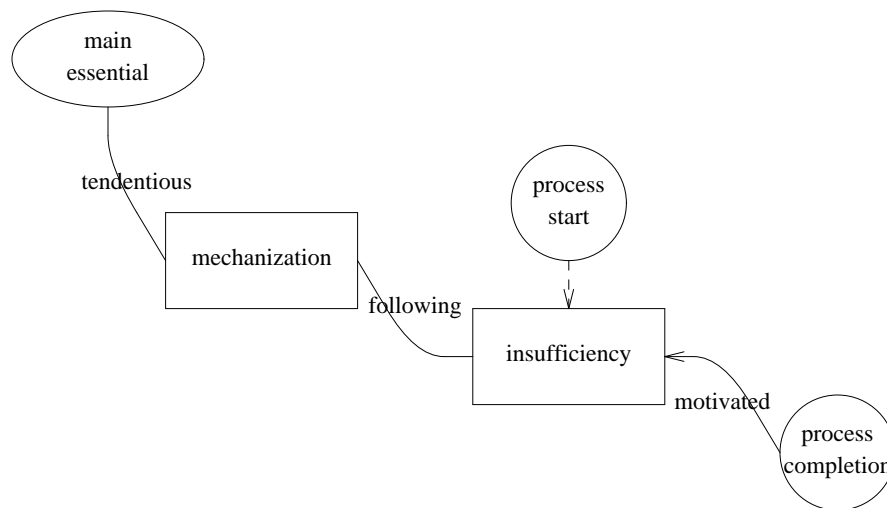 main
essential
tendentious
process
start
mechanization
following
insufficiency
motivated
process
completion